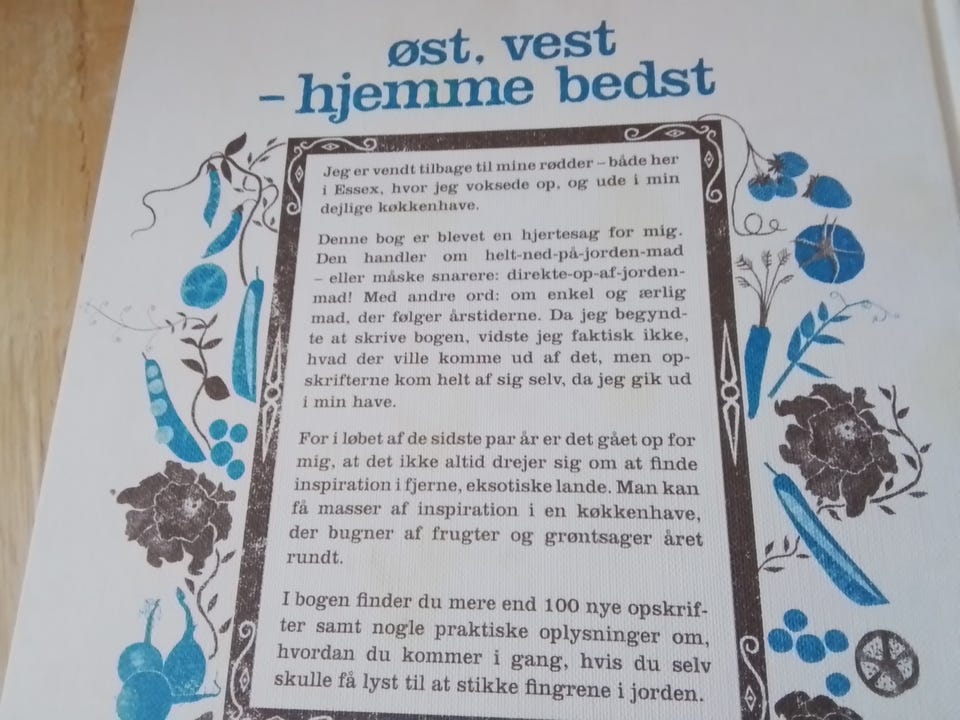 øst, vest
– hjemme bedst
Jeg er vendt tilbage til mine rødder – både her
i Essex, hvor jeg voksede op, og ude i min
dejlige køkkenhave.
Denne bog er blevet en hjertesag for mig.
Den handler om helt-ned-på-jorden-mad
– eller måske snarere: direkte-op-af-jorden-
mad! Med andre ord: om enkel og ærlig
mad, der følger årstiderne. Da jeg begynd-
te at skrive bogen, vidste jeg faktisk ikke,
hvad der ville komme ud af det, men op-
skrifterne kom helt af sig selv, da jeg gik ud
i min have.
For i løbet af de sidste par år er det gået op for
mig, at det ikke altid drejer sig om at finde
inspiration i fjerne, eksotiske lande. Man kan
få masser af inspiration i en køkkenhave,
der bugner af frugter og grøntsager året
rundt.
I bogen finder du mere end 100 nye opskrif-
ter samt nogle praktiske oplysninger om,
hvordan du kommer i gang, hvis du selv
skulle få lyst til at stikke fingrene i jorden.